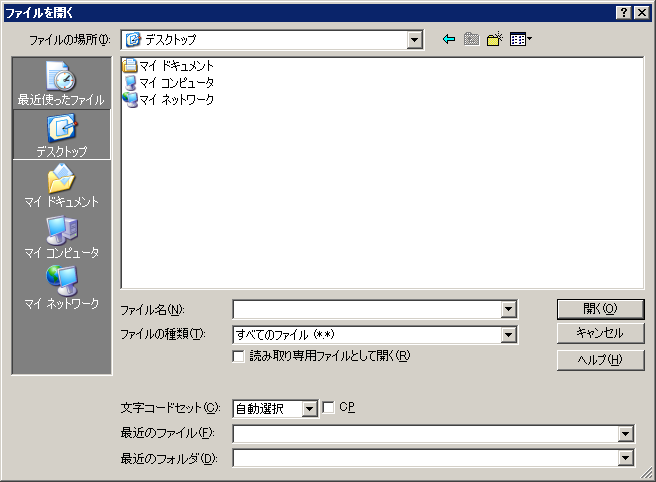 ファイルを開く
ファイルの場所(I):
デスクトップ
最近使ったファイル
デスクトップ
マイ ドキュメント
マイ コンピュータ
マイ ネットワーク
マイ ドキュメント
マイ コンピュータ
マイ ネットワーク
ファイル名(N):
開く(O)
ファイルの種類(T):
すべてのファイル (*.*)
キャンセル
読み取り専用ファイルとして開く(R)
ヘルプ(H)
文字コードセット(C):
自動選択
CP
最近のファイル(F):
最近のフォルダ(D):